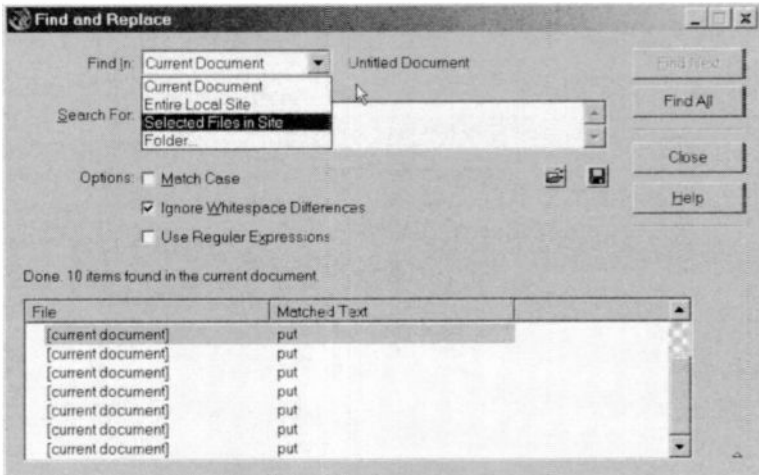 Find and Replace
Find In: Current Document Untitled Document Find Next
Current Document
Entire Local Site
Selected Files in Site
Folder...
Search For:
Find All
Close
Options: Match Case
Help
Ignore Whitespace Differences
Use Regular Expressions
Done. 10 items found in the current document.
File Matched Text
[current document] put
[current document] put
[current document] put
[current document] put
[current document] put
[current document] put
[current document] put